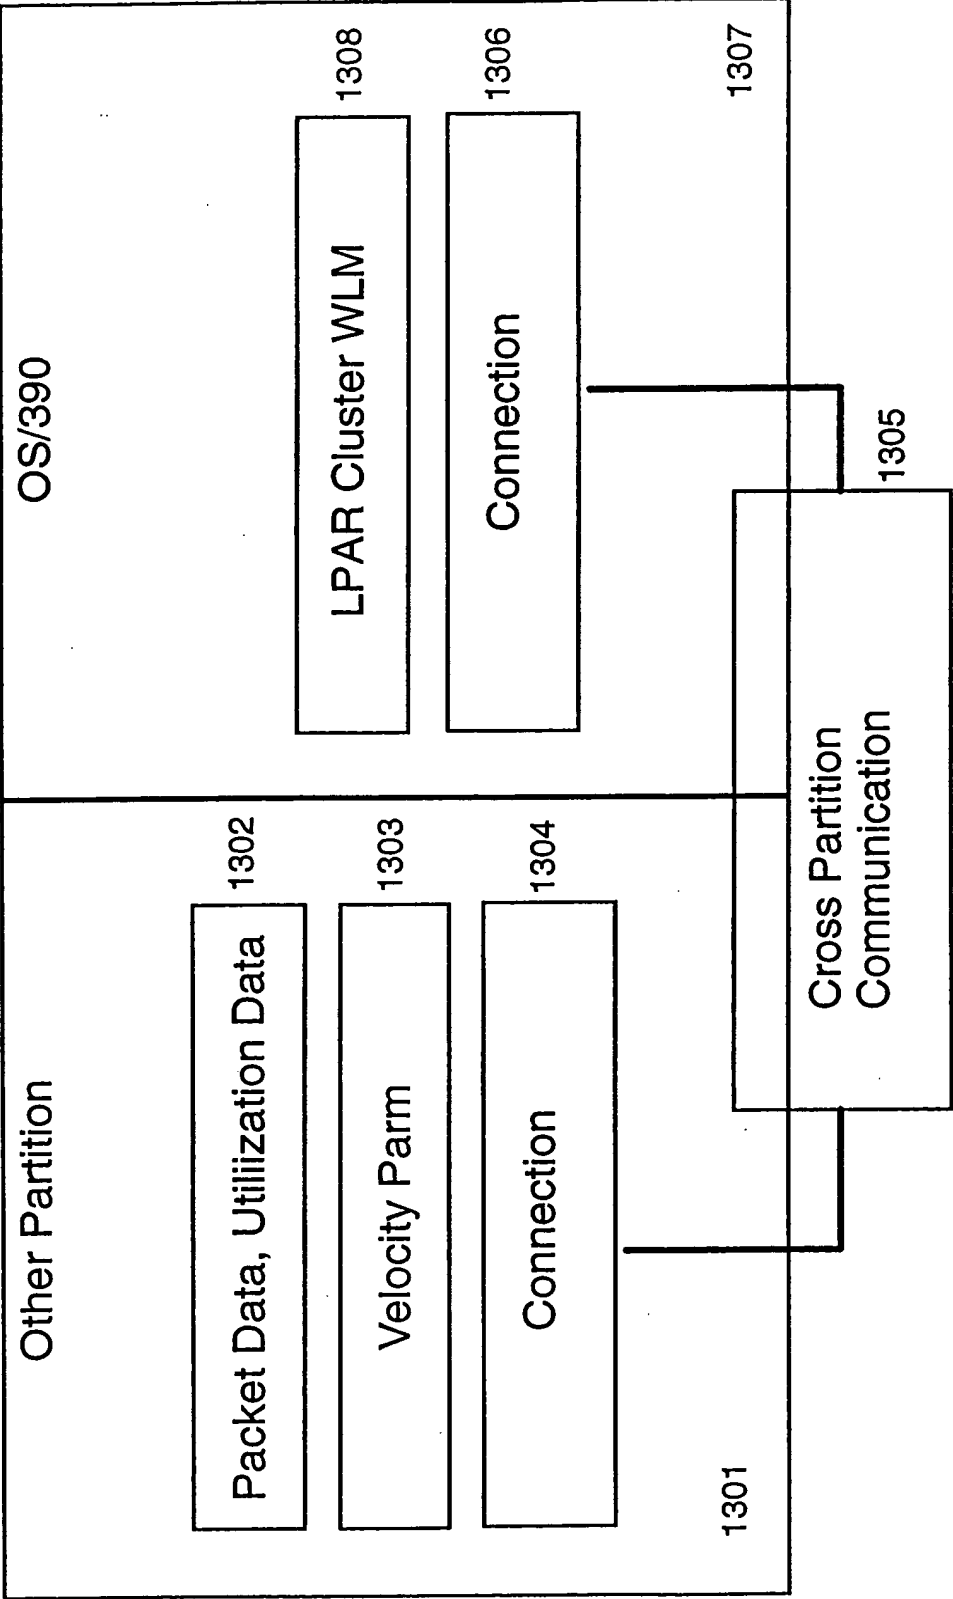 Other Partition
Packet Data, Utiliization Data
1302
Velocity Parm
1303
Connection
1304
1301
OS/390
LPAR Cluster WLM
1308
Connection
1306
1307
Cross Partition
Communication
1305